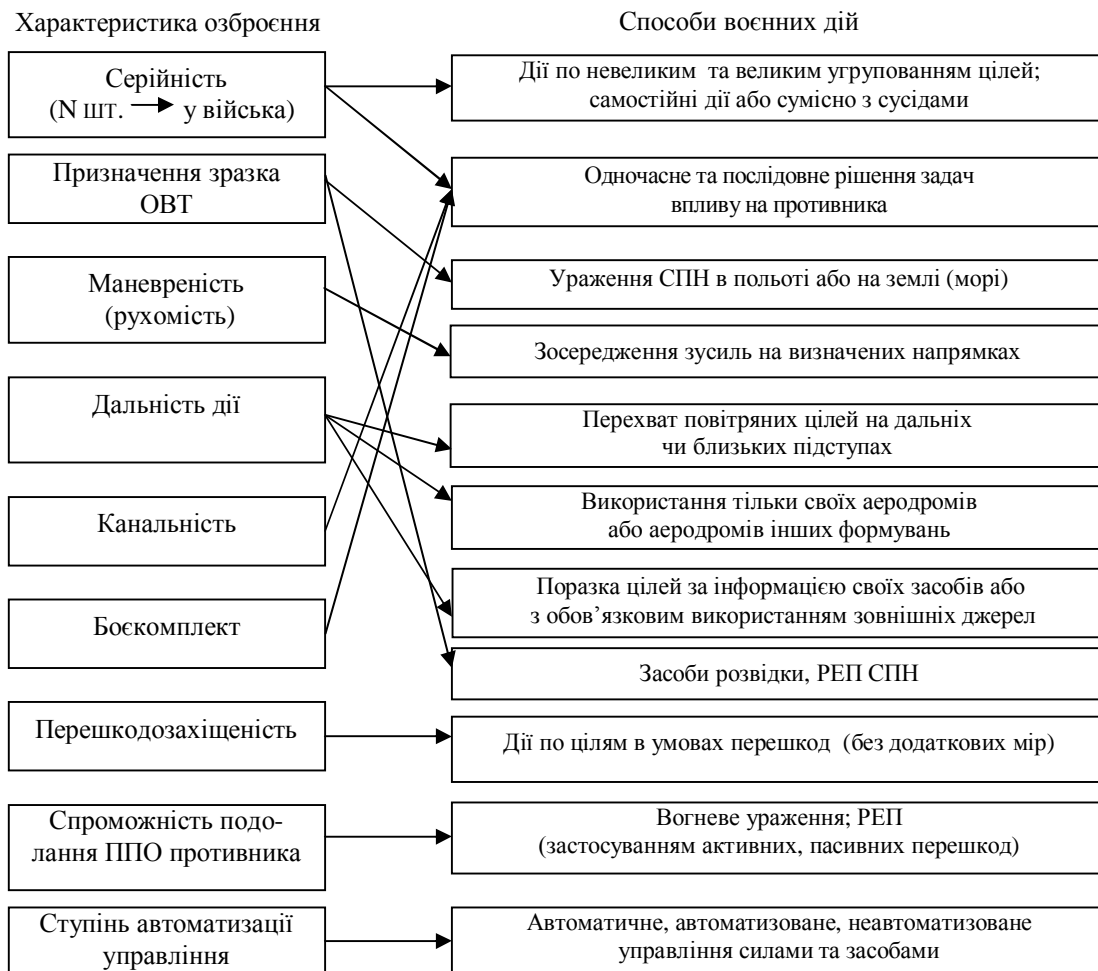 Характеристика озброєння
Способи воєнних дій
Серійність
(N шт. → у війська)
Дії по невеликим та великим угрупованням цілей;
самостійні дії або сумісно з сусідами
Призначення зразка
ОВТ
Одночасне та послідовне рішення задач
впливу на противника
Маневреність
(рухомість)
Ураження СПН в польоті або на землі (морі)
Зосередження зусиль на визначених напрямках
Дальність дії
Перехват повітряних цілей на дальніх
чи близьких підступах
Канальність
Використання тільки своїх аеродромів
або аеродромів інших формувань
Боєкомплект
Поразка цілей за інформацією своїх засобів або
з обов’язковим використанням зовнішніх джерел
Засоби розвідки, РЕП СПН
Перешкодозахіщеність
Дії по цілям в умовах перешкод (без додаткових мір)
Спроможність подо-
лання ППО противника
Вогневе ураження; РЕП
(застосуванням активних, пасивних перешкод)
Ступінь автоматизації
управління
Автоматичне, автоматизоване, неавтоматизоване
управління силами та засобами